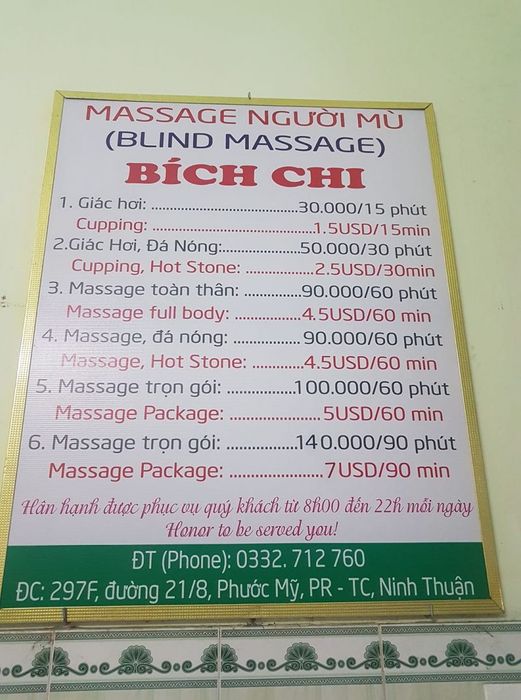 MASSAGE NGƯỜI MÙ
(BLIND MASSAGE)
BÍCH CHI
1. Giác hơi: ................................30.000/15 phút
Cupping: ...................................1.5USD/15min
2.Giác Hơi, Đá Nóng:.................50.000/30 phút
Cupping, Hot Stone: ................2.5USD/30min
3. Massage toàn thân: ............90.000/60 phút
Massage full body: ................4.5USD/60 min
4. Massage, đá nóng: ..............90.000/60 phút
Massage, Hot Stone: ............4.5USD/60 min
5. Massage trọn gói: .............100.000/60 phút
Massage Package: .....................5USD/60 min
6. Massage trọn gói: .............140.000/90 phút
Massage Package: .....................7USD/90 min
Hân hạnh được phục vụ quý khách từ 8h00 đến 22h mỗi ngày
Honor to be served you!
ĐT (Phone): 0332. 712 760
ĐC: 297F, đường 21/8, Phước Mỹ, PR - TC, Ninh Thuận